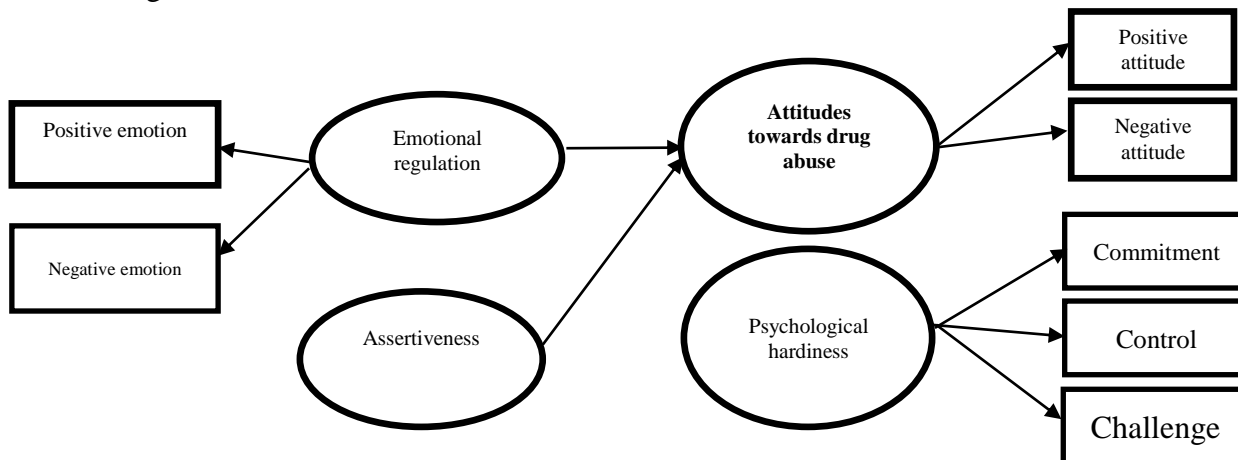 Positive emotion
Negative emotion
Emotional
regulation
Assertiveness
Attitudes
towards drug
abuse
Psychological
hardiness
Positive
attitude
Negative
attitude
Commitment
Control
Challenge